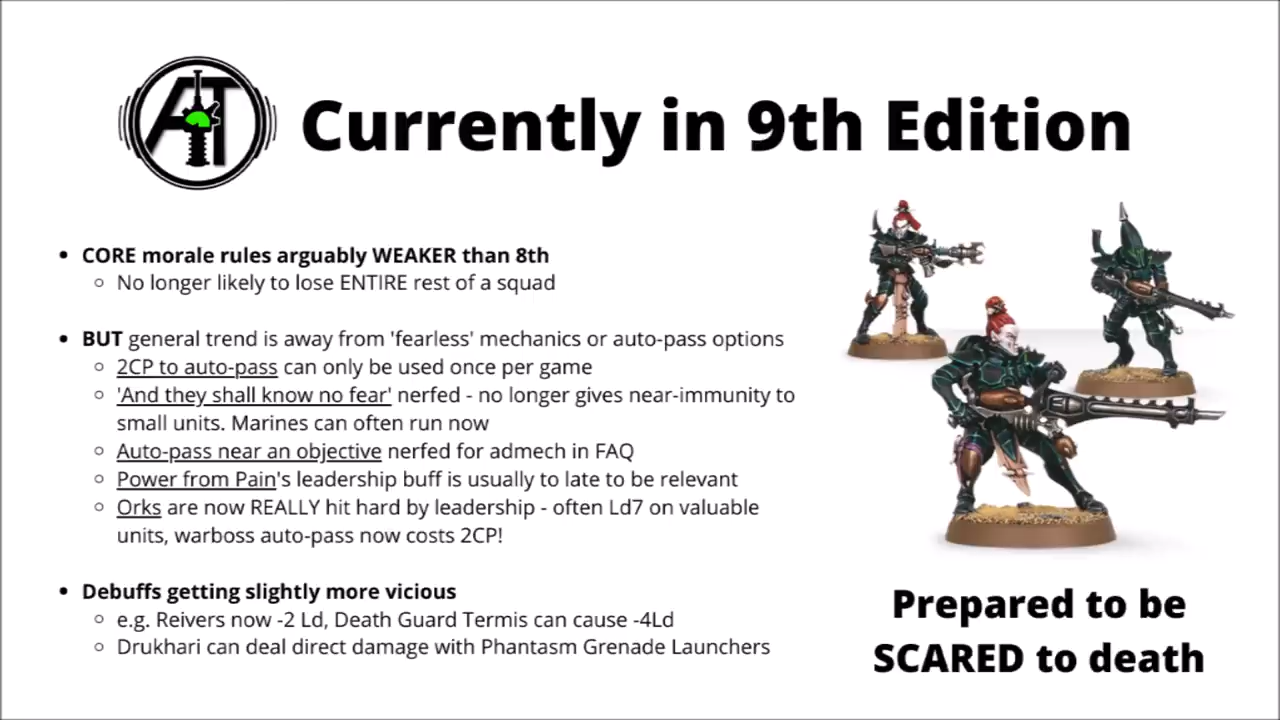 AT
Currently in 9th Edition
• CORE morale rules arguably WEAKER than 8th
○ No longer likely to lose ENTIRE rest of a squad
• BUT general trend is away from 'fearless' mechanics or auto-pass options
○ 2CP to auto-pass can only be used once per game
○ 'And they shall know no fear' nerfed - no longer gives near-immunity to
small units. Marines can often run now
○ Auto-pass near an objective nerfed for admech in FAQ
○ Power from Pain's leadership buff is usually to late to be relevant
○ Orks are now REALLY hit hard by leadership - often Ld7 on valuable
units, warboss auto-pass now costs 2CP!
• Debuffs getting slightly more vicious
○ e.g. Reivers now -2 Ld, Death Guard Termis can cause -4Ld
○ Drukhari can deal direct damage with Phantasm Grenade Launchers
Prepared to be
SCARED to death